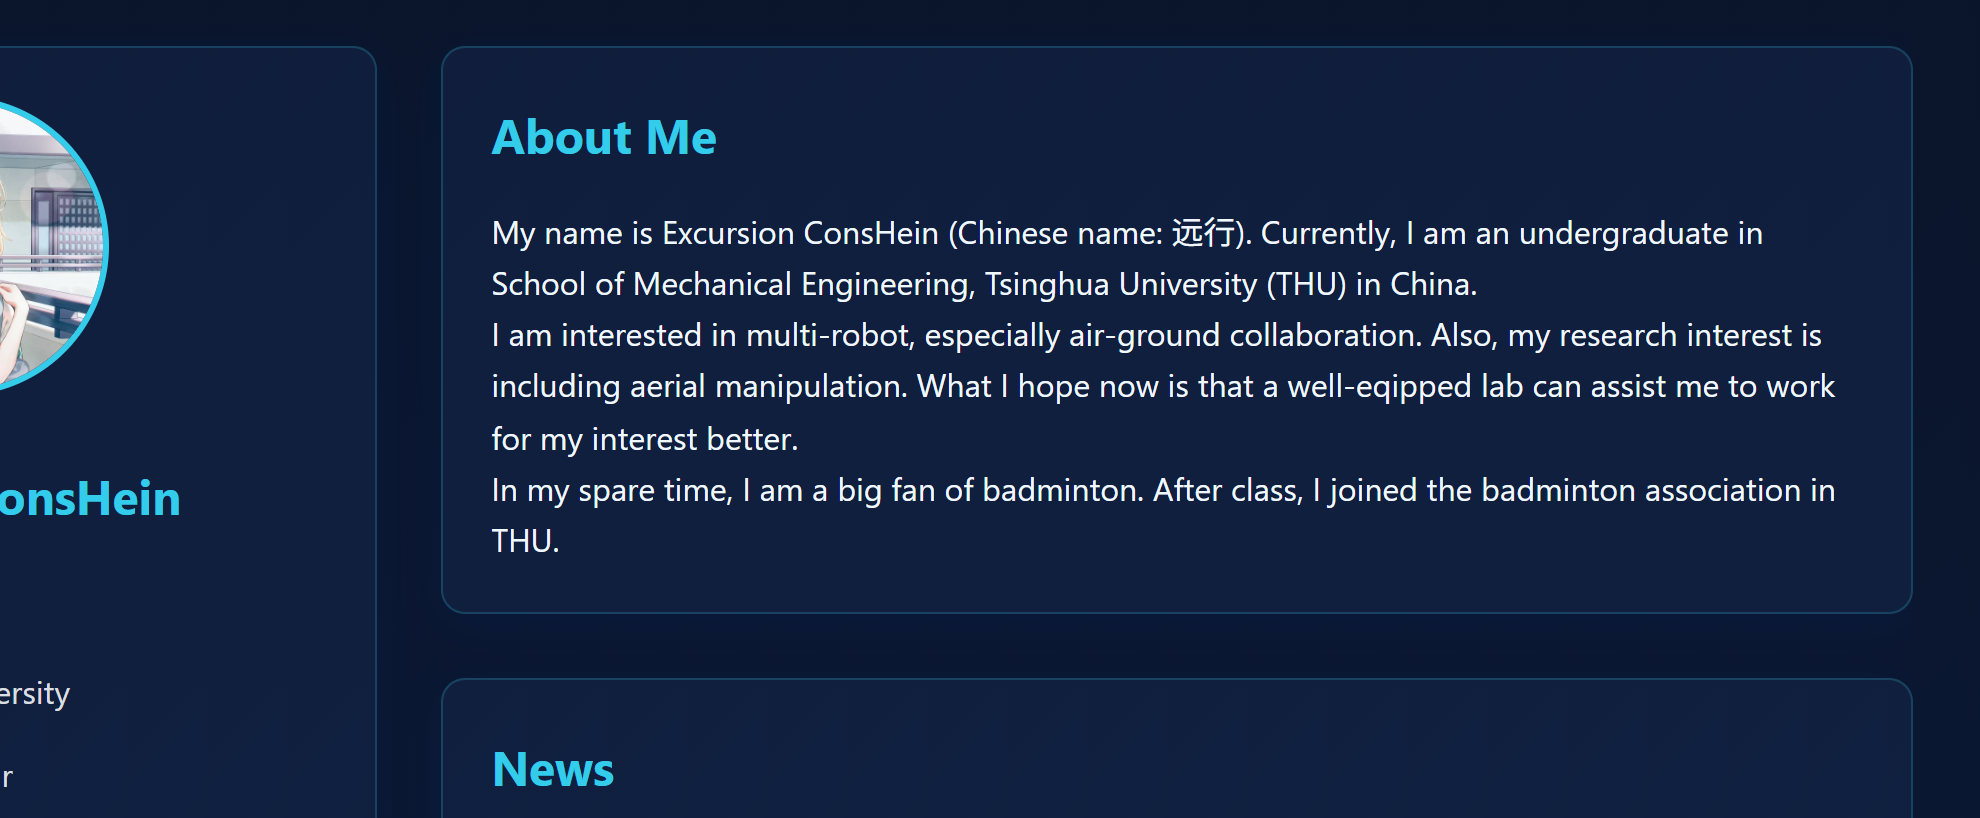 About Me
My name is Excursion ConsHein (Chinese name: 远行). Currently, I am an undergraduate in
School of Mechanical Engineering, Tsinghua University (THU) in China.
I am interested in multi-robot, especially air-ground collaboration. Also, my research interest is
including aerial manipulation. What I hope now is that a well-eqipped lab can assist me to work
for my interest better.
In my spare time, I am a big fan of badminton. After class, I joined the badminton association in
THU.
onsHein
ersity
r
News